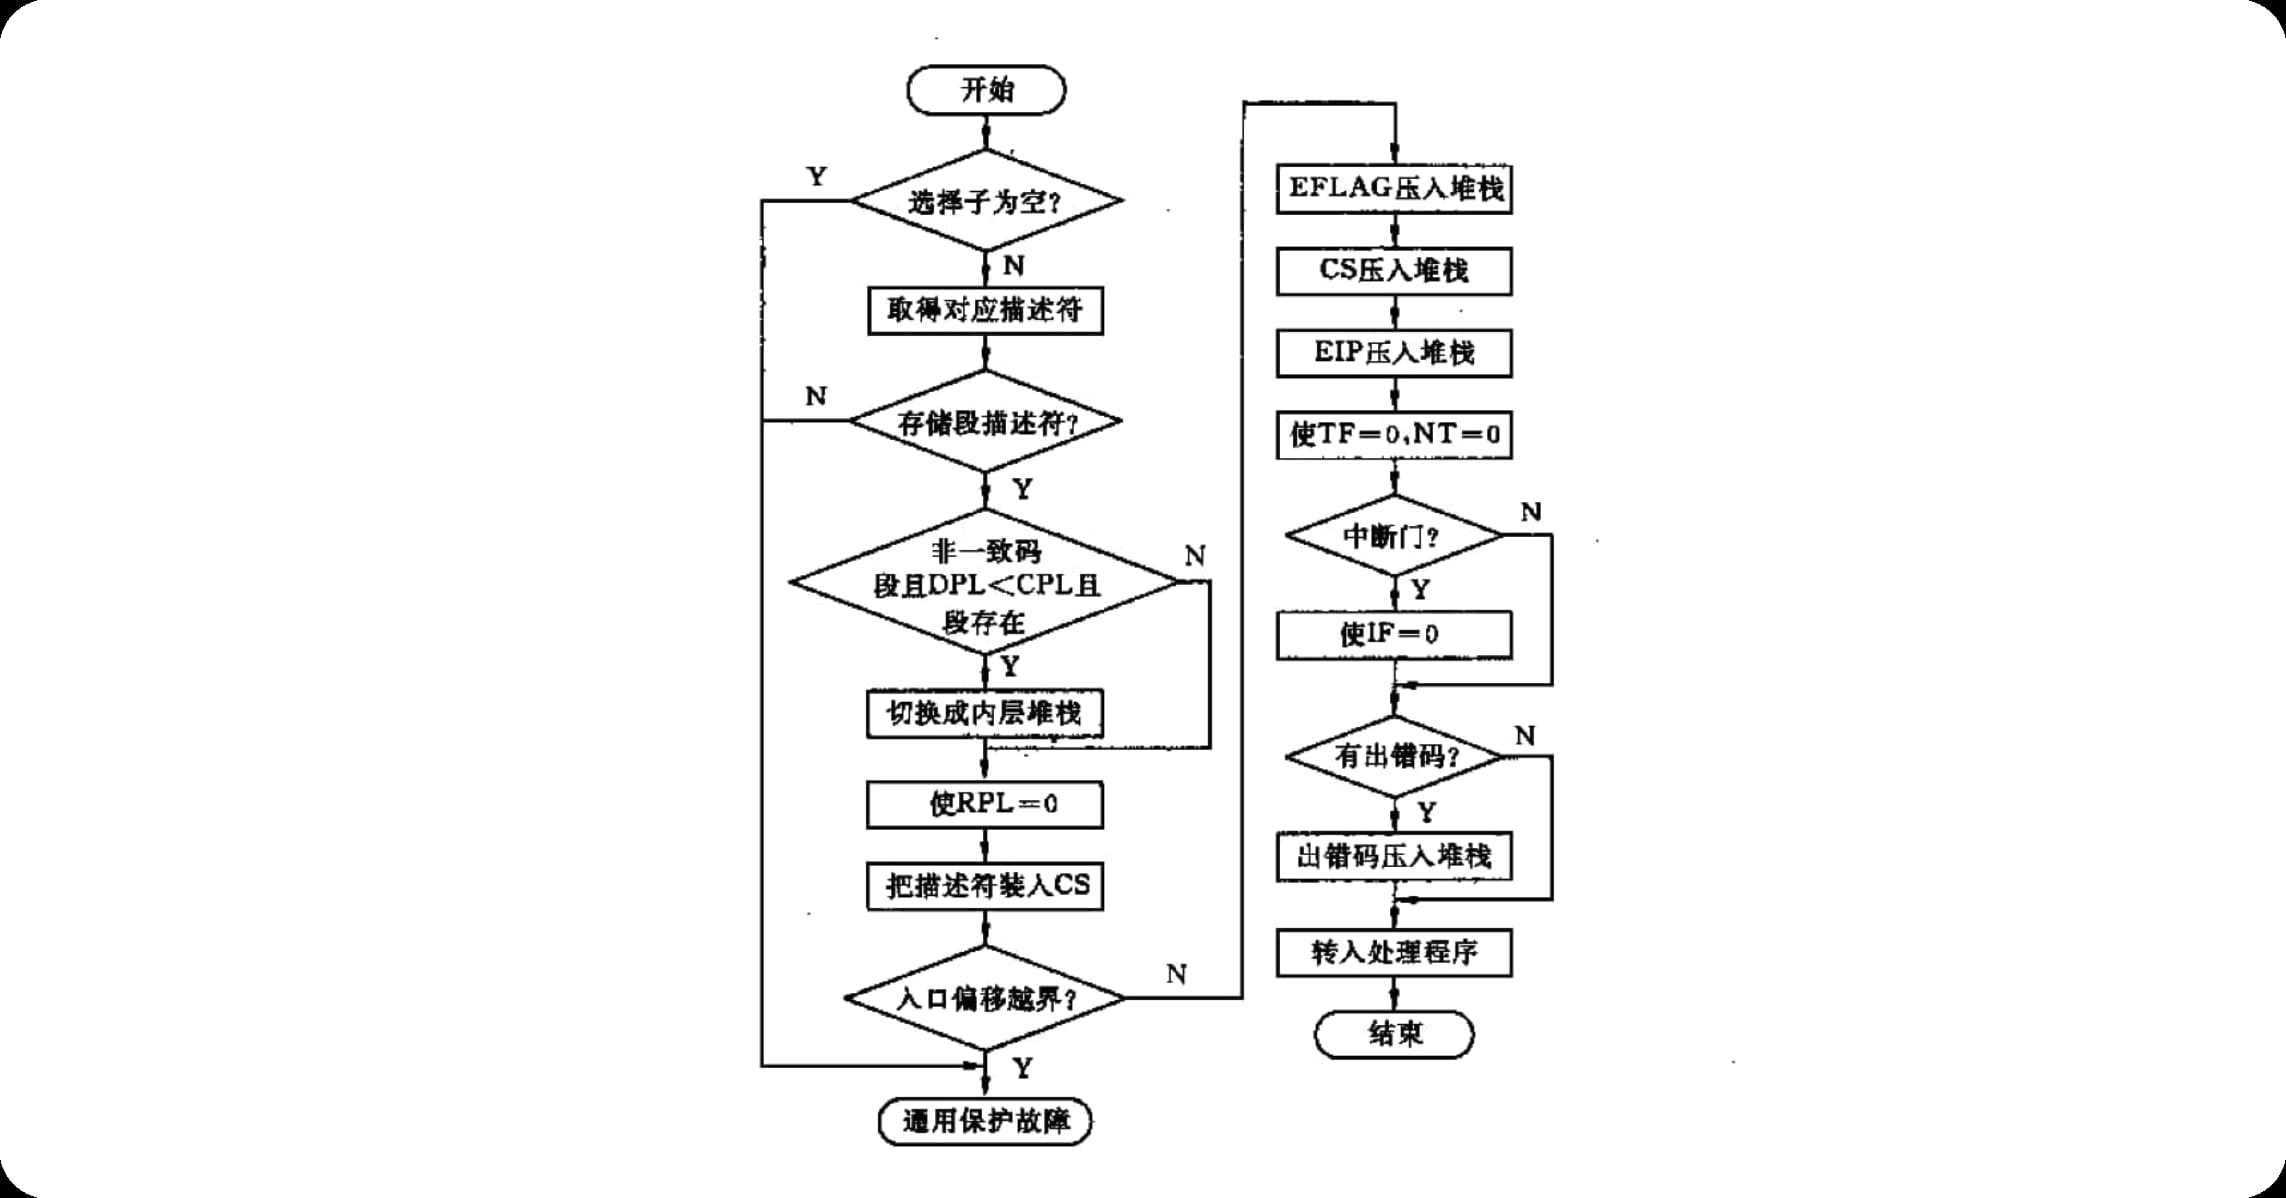 开始
Y
选择子为空?
N
取得对应描述符
N
存储段描述符?
Y
非一致码
段且DPL<CPL且
段存在
N
Y
切换成内层堆栈
使RPL=0
把描述符装入CS
入口偏移越界?
N
Y
通用保护故障
EFLAG压入堆栈
CS压入堆栈
EIP压入堆栈
使TF=0,NT=0
中断门?
N
Y
使IF=0
有出错码?
N
Y
出错码压入堆栈
转入处理程序
结束